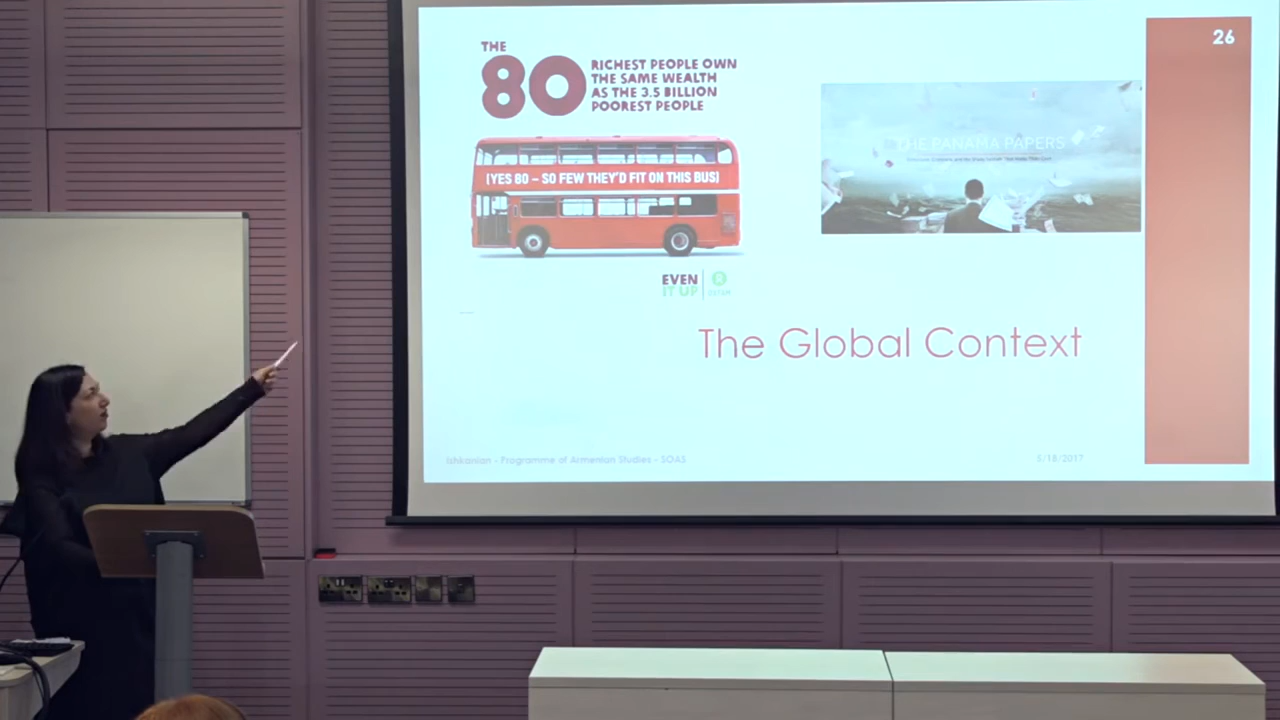 26
THE
80
RICHEST PEOPLE OWN
THE SAME WEALTH
AS THE 3.5 BILLION
POOREST PEOPLE
(YES 80 – SO FEW THEY'D FIT ON THIS BUS)
EVEN
IT UP
OXFAM
THE PANAMA PAPERS
The Global Context
Ishkanian - Programme of Armenian Studies - SOAS
5/18/2017